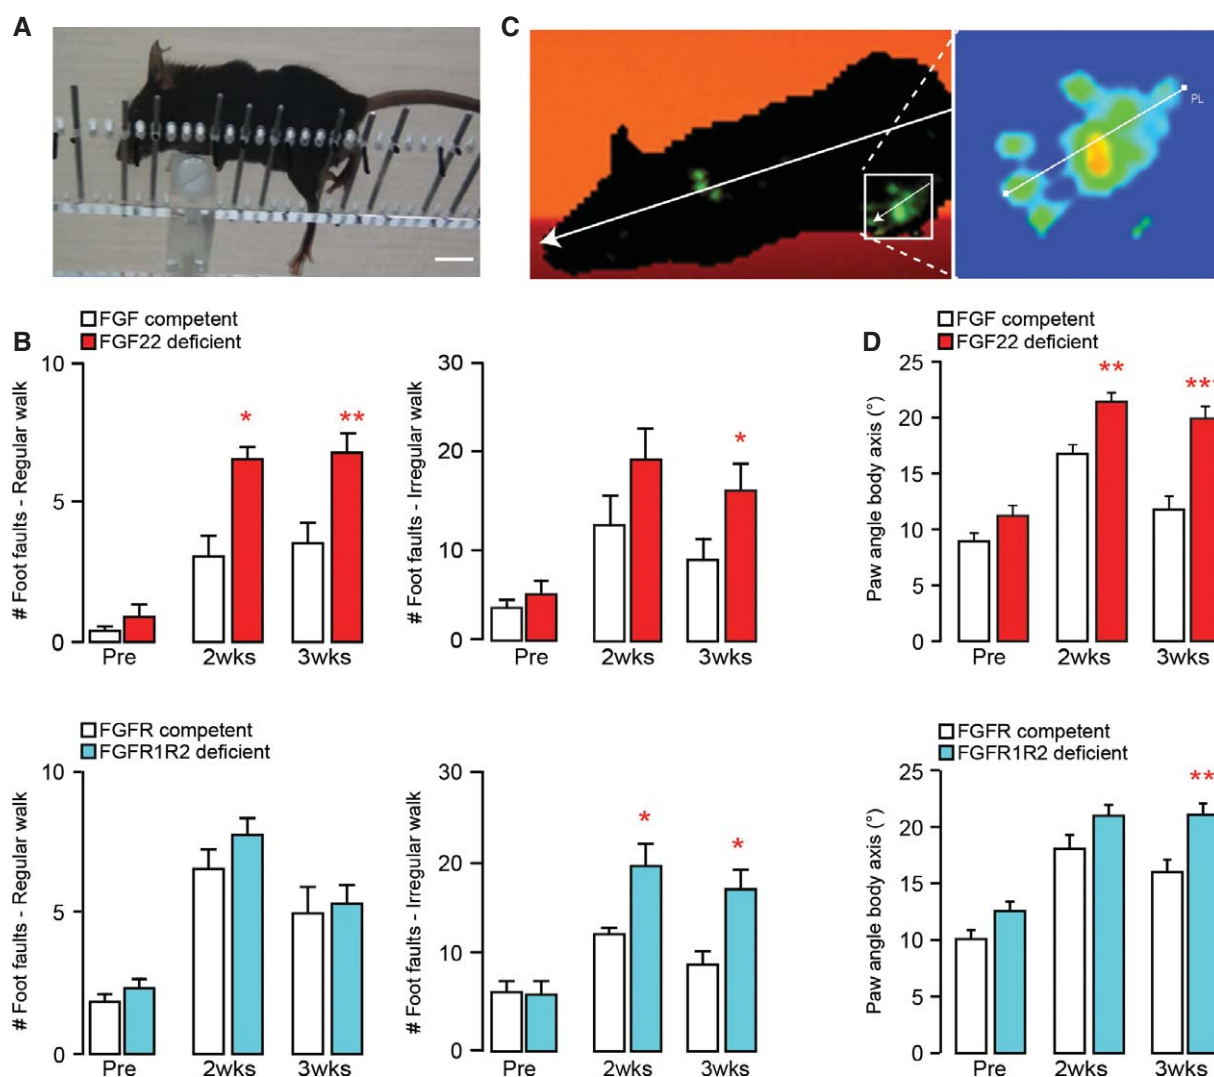 A
C
PL
B
FGF competent
FGF22 deficient
# Foot faults - Regular walk
10
5
0
*
**
Pre
2wks
3wks
# Foot faults - Irregular walk
30
20
10
0
*
Pre
2wks
3wks
D
FGF competent
FGF22 deficient
Paw angle body axis (°)
25
20
15
10
5
0
**
***
Pre
2wks
3wks
FGFR competent
FGFR1R2 deficient
# Foot faults - Regular walk
10
5
0
Pre
2wks
3wks
# Foot faults - Irregular walk
30
20
10
0
*
*
Pre
2wks
3wks
FGFR competent
FGFR1R2 deficient
Paw angle body axis (°)
25
20
15
10
5
0
**
Pre
2wks
3wks